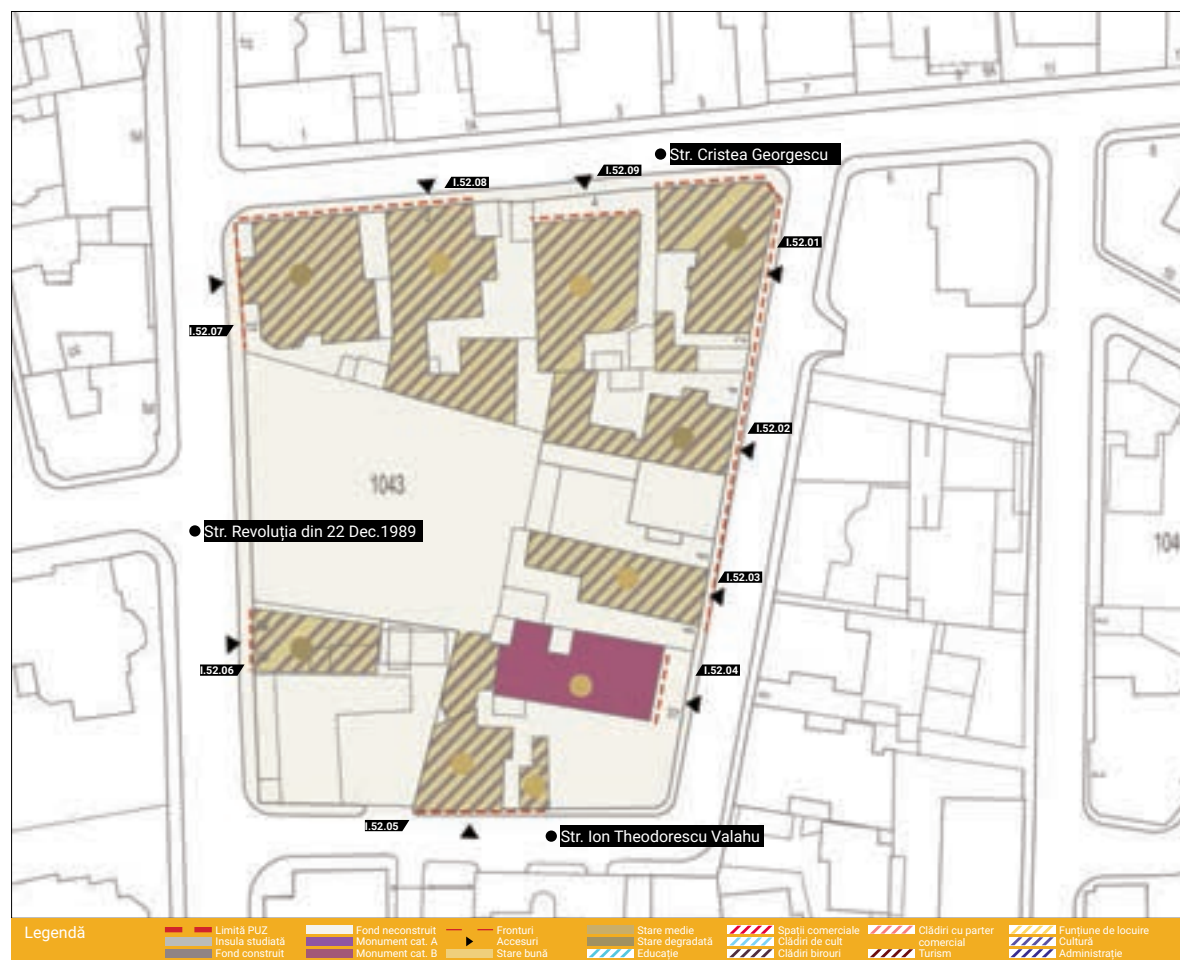 Str. Cristea Georgescu
I.52.09
I.52.08
I.52.01
I.52.07
I.52.02
1043
Str. Revoluția din 22 Dec.1989
I.52.03
I.52.06
I.52.04
I.52.05
Str. Ion Theodorescu Valahu
Legendă
Limită PUZ
Insula studiată
Fond construit
Fond neconstruit
Monument cat. A
Monument cat. B
Fronturi
Accesuri
Stare bună
Stare medie
Stare degradată
Educație
Spații comerciale
Clădiri de cult
Clădiri birouri
Clădiri cu parter
comercial
Turism
Funcțiune de locuire
Cultură
Administrație